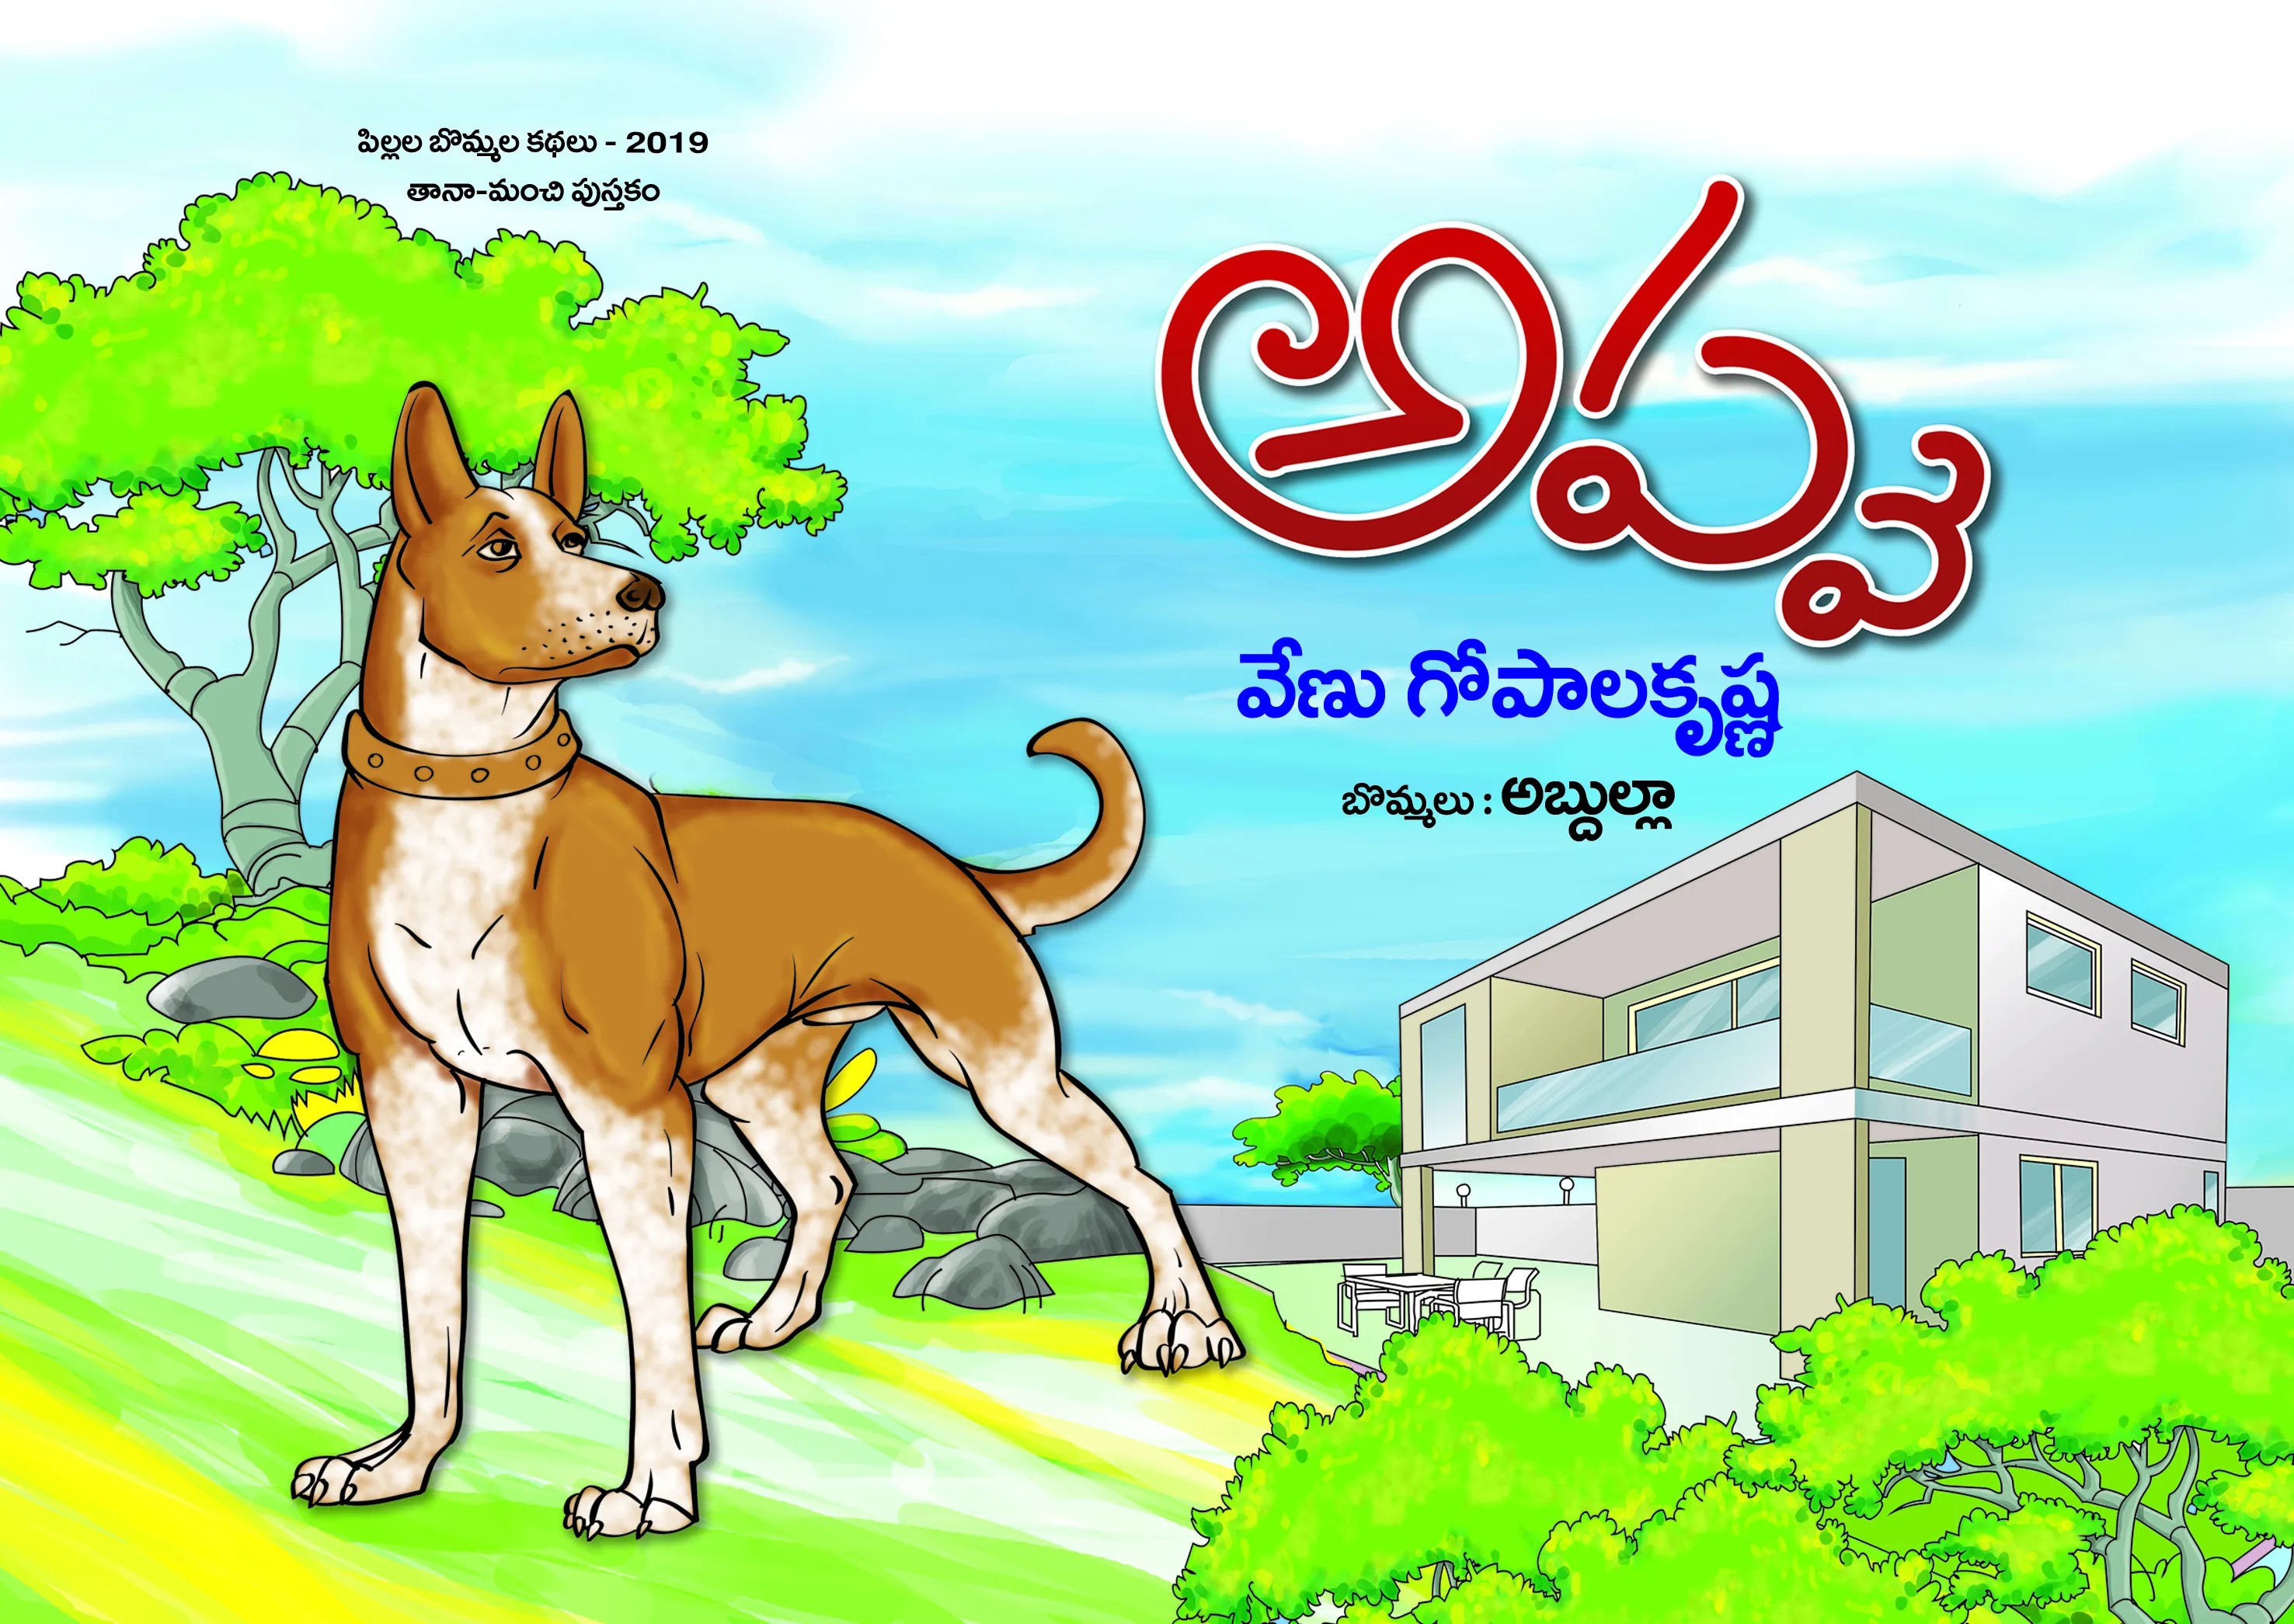 పిల్లల బొమ్మల కథలు - 2019
తానా-మంచి పుస్తకం
అప్పు
వేణు గోపాలకృష్ణ
బొమ్మలు : అబ్దుల్లా